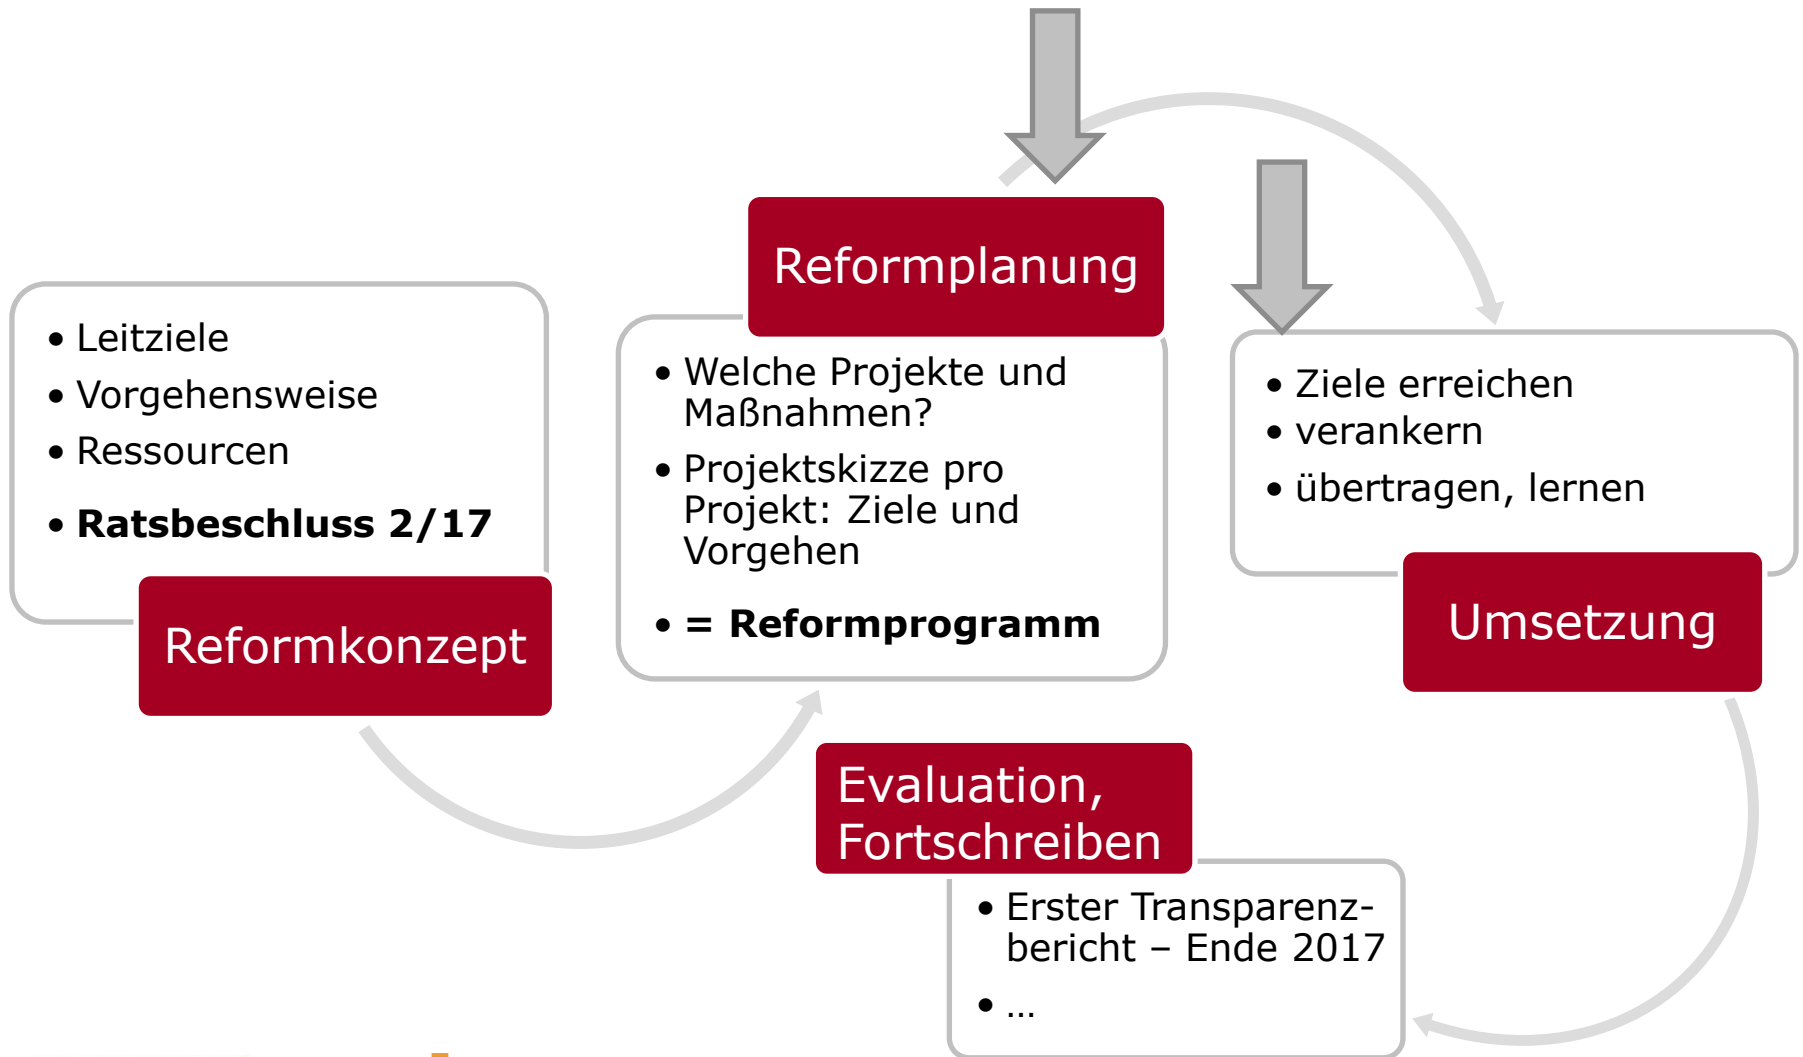 • Leitziele
• Vorgehensweise
• Ressourcen
• Ratsbeschluss 2/17
Reformkonzept
Reformplanung
• Welche Projekte und
Maßnahmen?
• Projektskizze pro
Projekt: Ziele und
Vorgehen
• = Reformprogramm
• Ziele erreichen
• verankern
• übertragen, lernen
Umsetzung
Evaluation,
Fortschreiben
• Erster Transparenz-
bericht – Ende 2017
• …